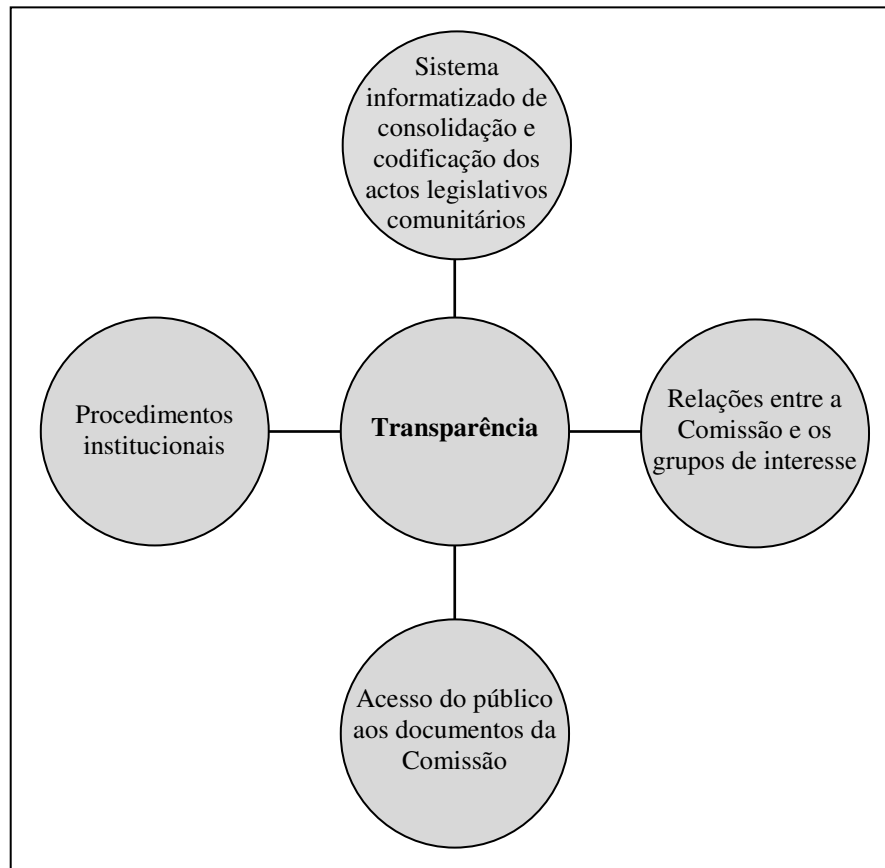 Sistema
informatizado de
consolidação e
codificação dos
actos legislativos
comunitários
Procedimentos
institucionais
Transparência
Relações entre a
Comissão e os
grupos de interesse
Acesso do público
aos documentos da
Comissão